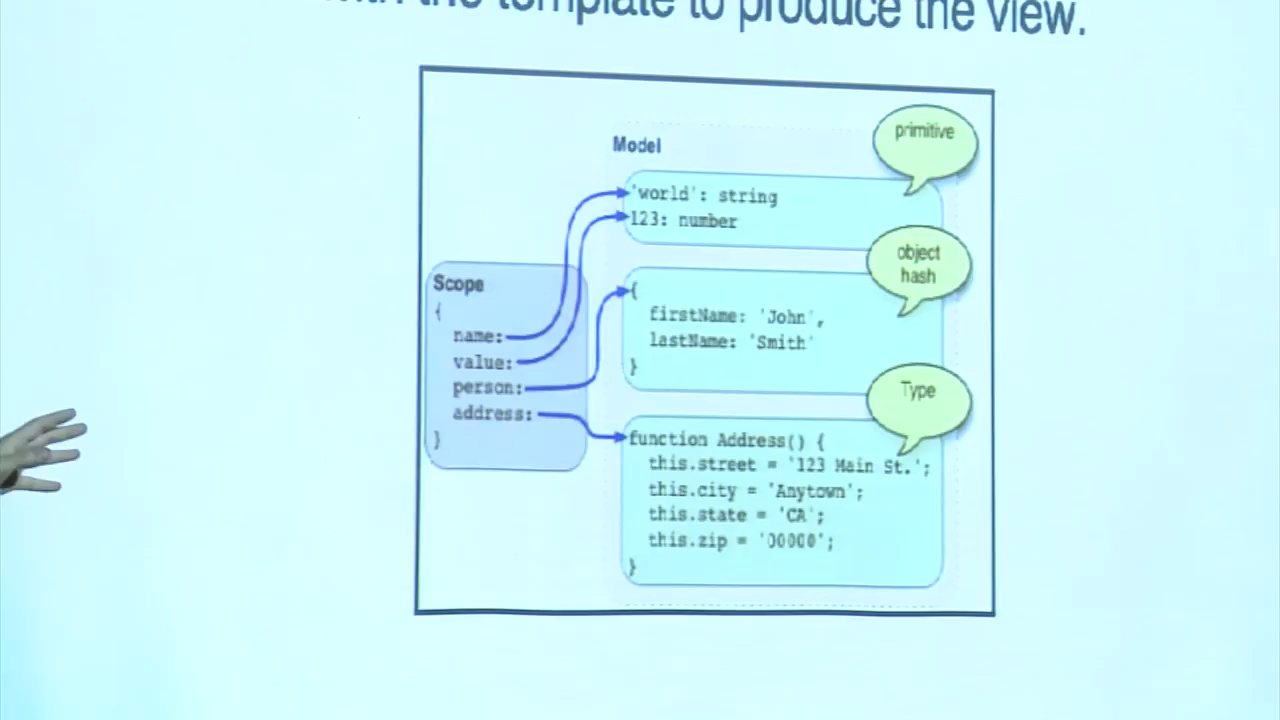 with the template to produce the view.
Model
primitive
'world': string
123: number
object
hash
{
firstName: 'John',
lastName: 'Smith'
}
Scope
{
name:
value:
person:
address:
}
Type
function Address() {
this.street = '123 Main St.';
this.city = 'Anytown';
this.state = 'CA';
this.zip = '00000';
}